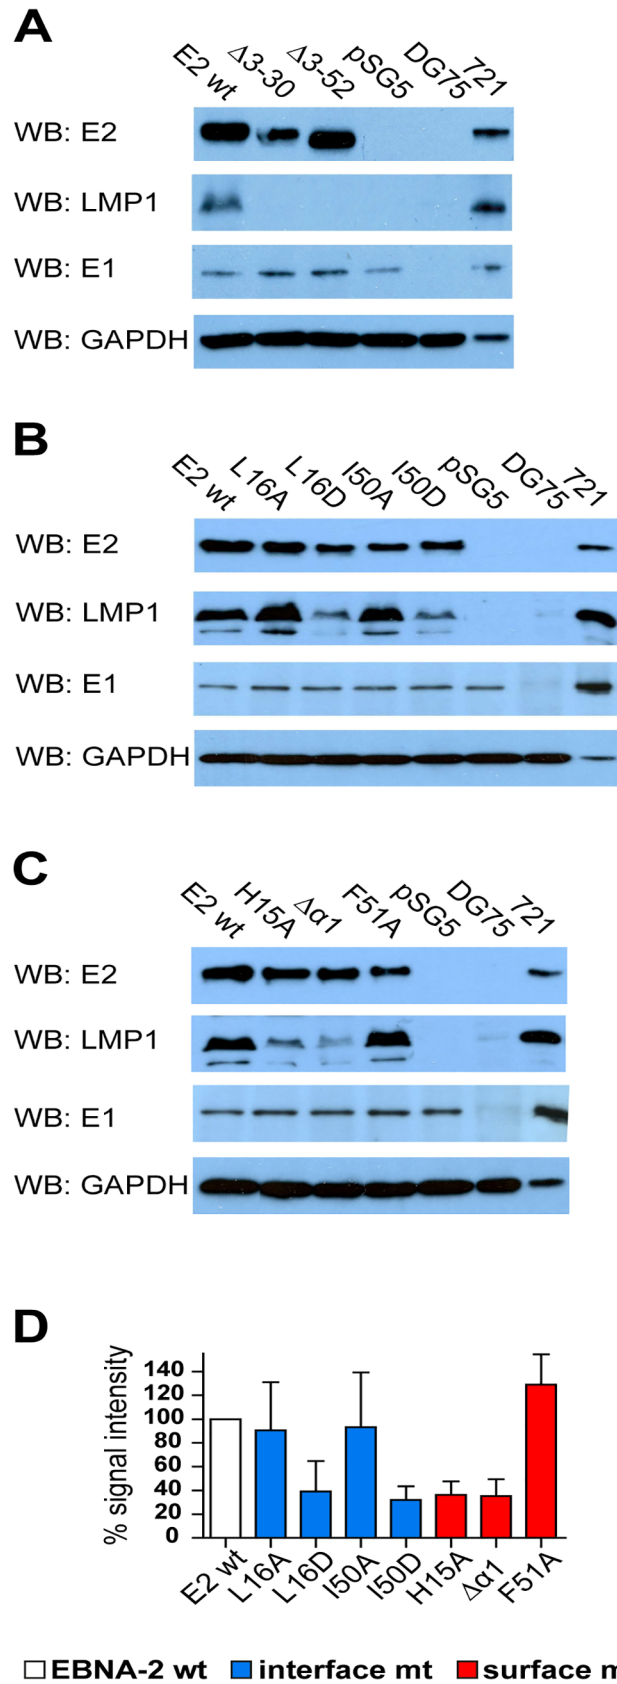 A
E2 wt Δ3-30 Δ3-52 pSG5 DG75 721
WB: E2
WB: LMP1
WB: E1
WB: GAPDH
B
E2 wt L16A L16D I50A I50D pSG5 DG75 721
WB: E2
WB: LMP1
WB: E1
WB: GAPDH
C
E2 wt H15A Δα1 F51A pSG5 DG75 721
WB: E2
WB: LMP1
WB: E1
WB: GAPDH
D
% signal intensity
140
120
100
80
60
40
20
0
E2 wt L16A L16D I50A I50D H15A Δα1 F51A
EBNA-2 wt interface mt surface m